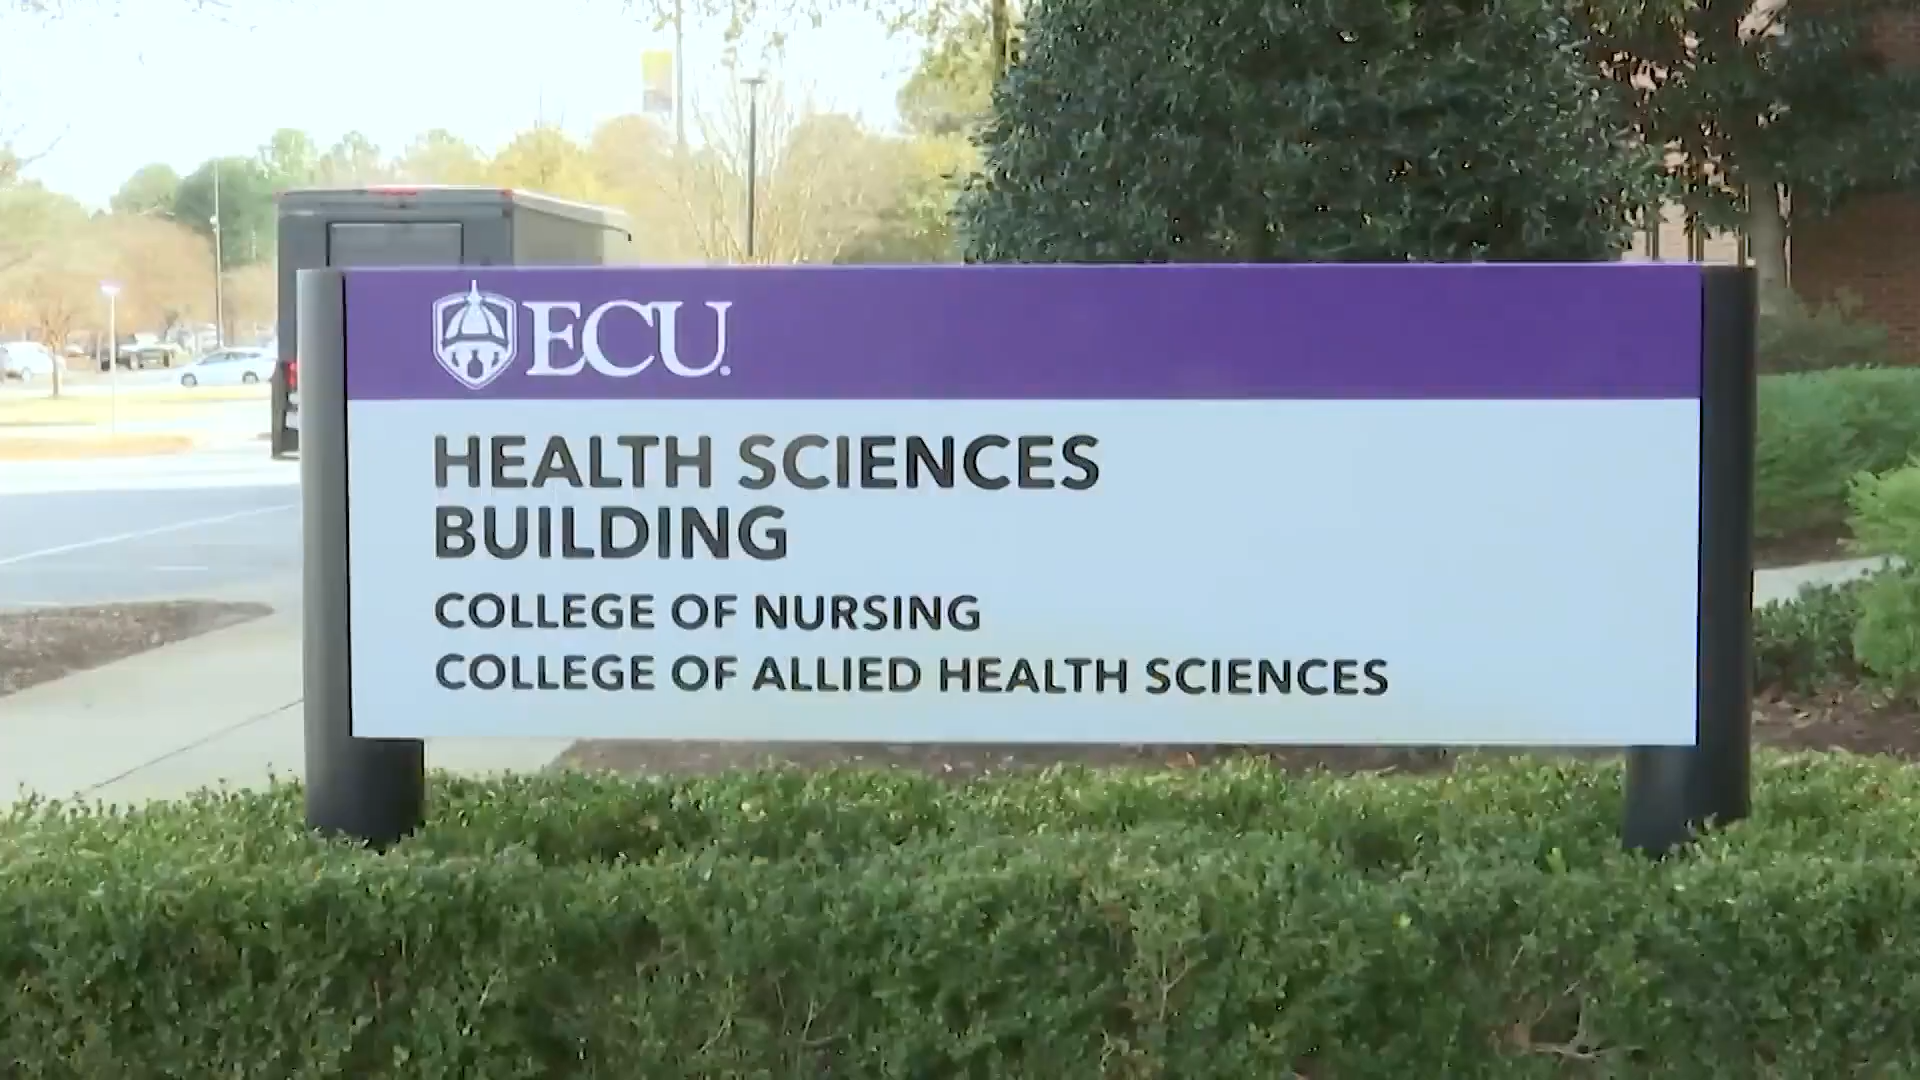 ECU
HEALTH SCIENCES
BUILDING
COLLEGE OF NURSING
COLLEGE OF ALLIED HEALTH SCIENCES